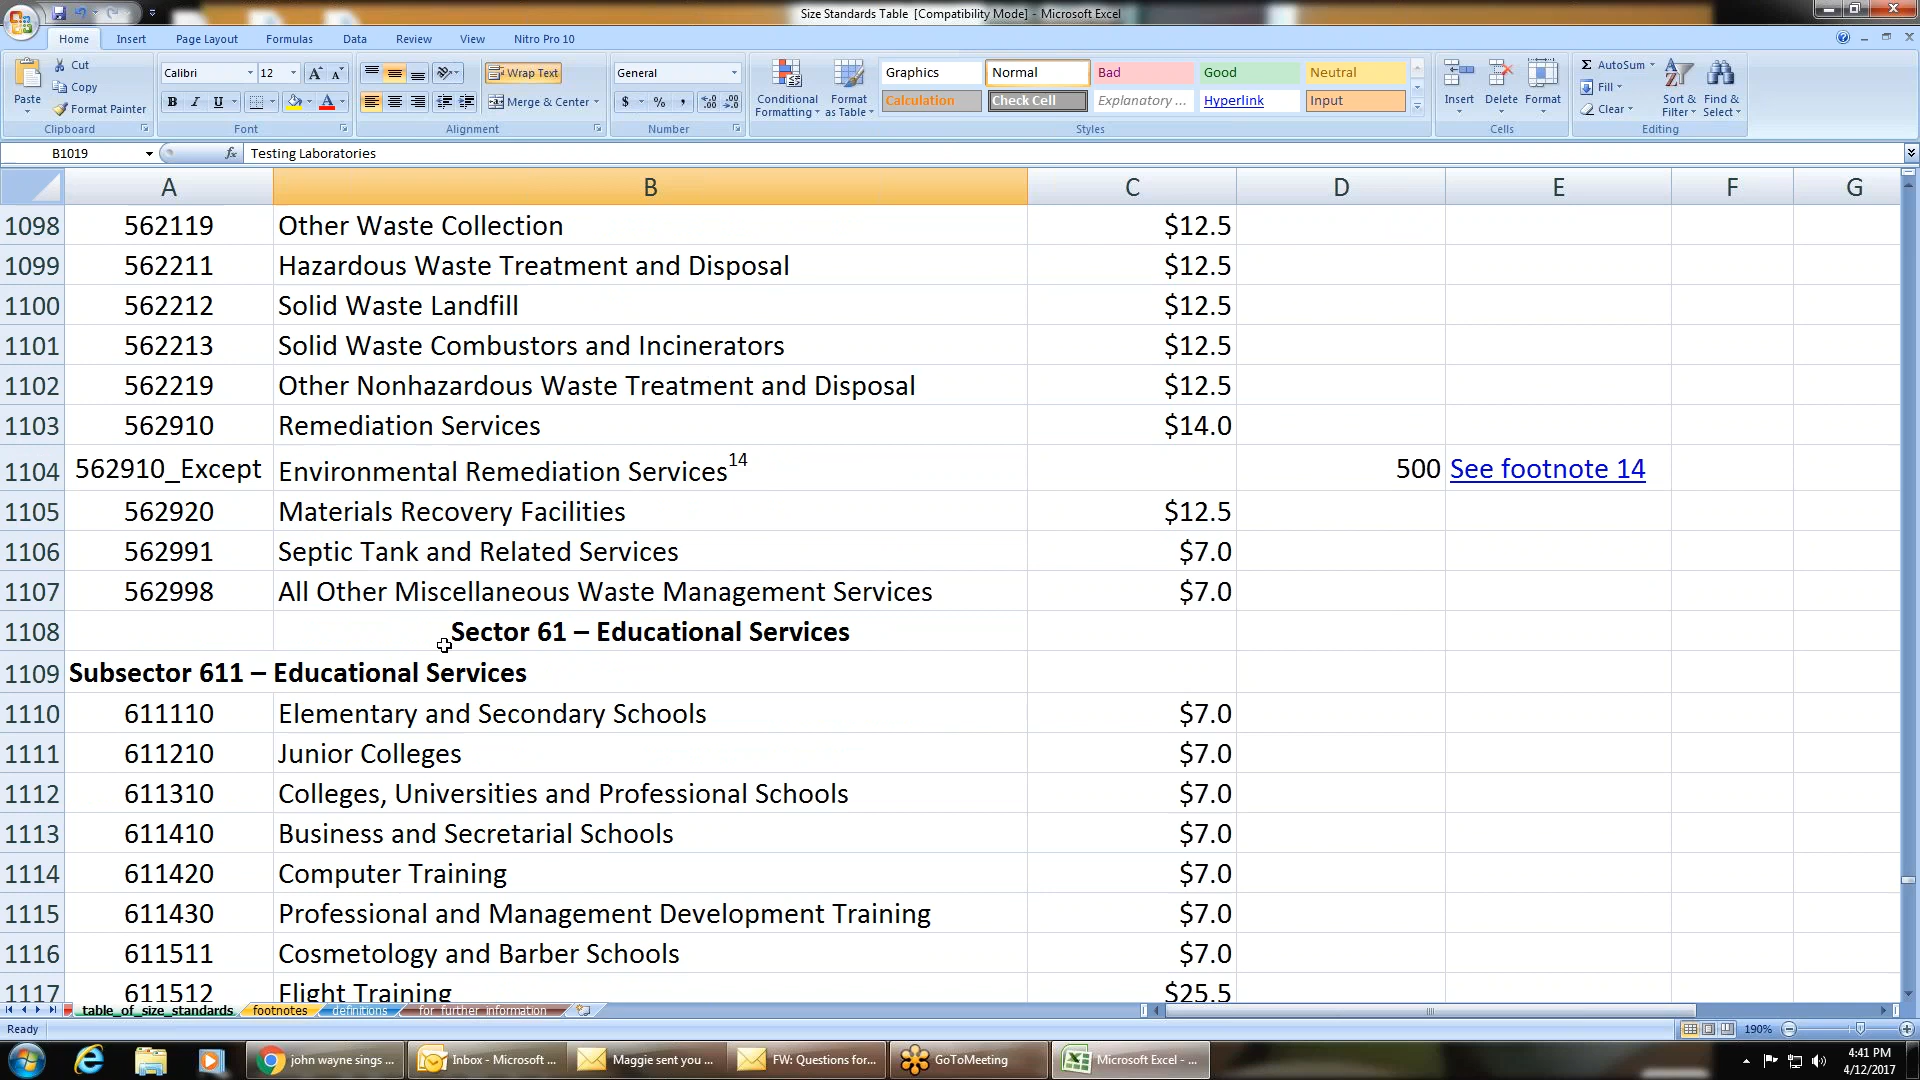 Size Standards Table [Compatibility Mode] - Microsoft Excel
Home Insert Page Layout Formulas Data Review View Nitro Pro 10
Paste Cut Copy Format Painter Clipboard
Calibri 12 B I U Font
Wrap Text Merge & Center Alignment
General $ % , Number
Conditional Formatting Format as Table
Graphics Normal Bad Good Neutral
Calculation Check Cell Explanatory ... Hyperlink Input
Styles
Insert Delete Format Cells
Σ AutoSum Fill Clear Sort & Filter Find & Select Editing
B1019 fx Testing Laboratories
A B C D E F G
1098 562119 Other Waste Collection $12.5
1099 562211 Hazardous Waste Treatment and Disposal $12.5
1100 562212 Solid Waste Landfill $12.5
1101 562213 Solid Waste Combustors and Incinerators $12.5
1102 562219 Other Nonhazardous Waste Treatment and Disposal $12.5
1103 562910 Remediation Services $14.0
1104 562910_Except Environmental Remediation Services14 500 See footnote 14
1105 562920 Materials Recovery Facilities $12.5
1106 562991 Septic Tank and Related Services $7.0
1107 562998 All Other Miscellaneous Waste Management Services $7.0
1108 Sector 61 – Educational Services
1109 Subsector 611 – Educational Services
1110 611110 Elementary and Secondary Schools $7.0
1111 611210 Junior Colleges $7.0
1112 611310 Colleges, Universities and Professional Schools $7.0
1113 611410 Business and Secretarial Schools $7.0
1114 611420 Computer Training $7.0
1115 611430 Professional and Management Development Training $7.0
1116 611511 Cosmetology and Barber Schools $7.0
1117 611512 Flight Training $25.5
table_of_size_standards footnotes definitions for further information
Ready 190%
john wayne sings ... Inbox - Microsoft ... Maggie sent you ... FW: Questions for... GoToMeeting Microsoft Excel - ...
4:41 PM
4/12/2017